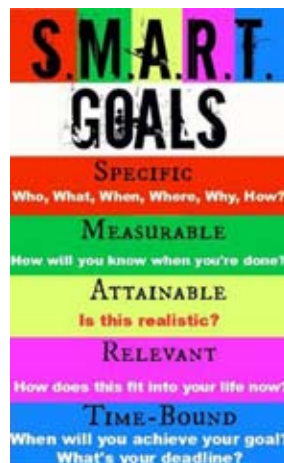 S.M.A.R.T.
GOALS
SPECIFIC
Who, What, When, Where, Why, How?
MEASURABLE
How will you know when you're done?
ATTAINABLE
Is this realistic?
RELEVANT
How does this fit into your life now?
TIME-BOUND
When will you achieve your goal?
What's your deadline?